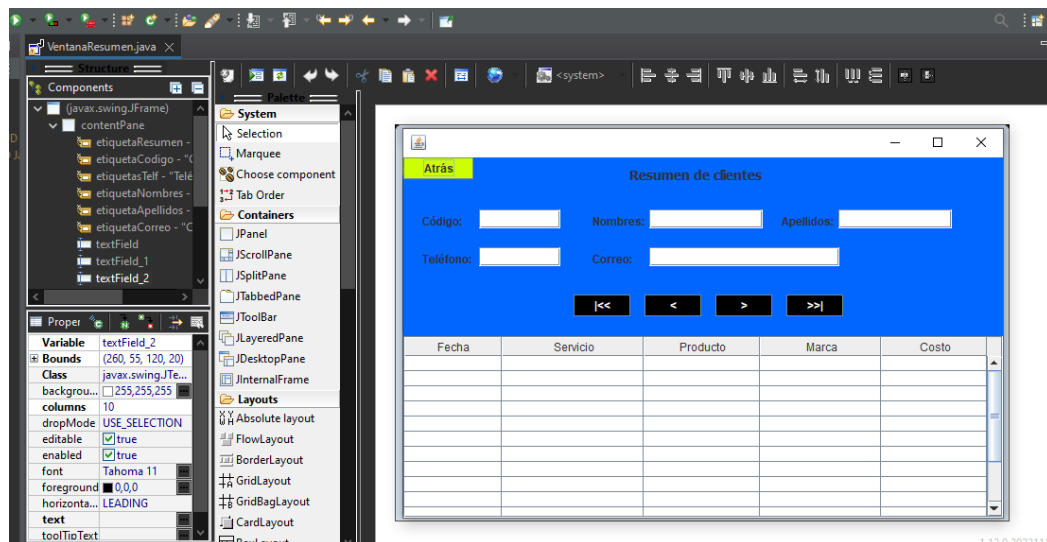 VentanaResumen.java
Structure
Components
(javax.swing.JFrame)
contentPane
etiquetaResumen -
etiquetaCodigo - "C
etiquetasTelf - "Telé
etiquetaNombres -
etiquetaApellidos -
etiquetaCorreo - "C
textField
textField_1
textField_2
< >
Proper
Variable textField_2
Bounds (260, 55, 120, 20)
Class javax.swing.JTe...
backgrou... 255,255,255
columns 10
dropMode USE_SELECTION
editable true
enabled true
font Tahoma 11
foreground 0,0,0
horizonta... LEADING
text
toolTipText
<system>
Palette
System
Selection
Marquee
Choose component
Tab Order
Containers
JPanel
JScrollPane
JSplitPane
JTabbedPane
JToolBar
JLayeredPane
JDesktopPane
JInternalFrame
Layouts
Absolute layout
FlowLayout
BorderLayout
GridLayout
GridBagLayout
CardLayout
Atrás
Resumen de clientes
Código: Nombres: Apellidos:
Teléfono: Correo:
|<< < > >>|
Fecha Servicio Producto Marca Costo